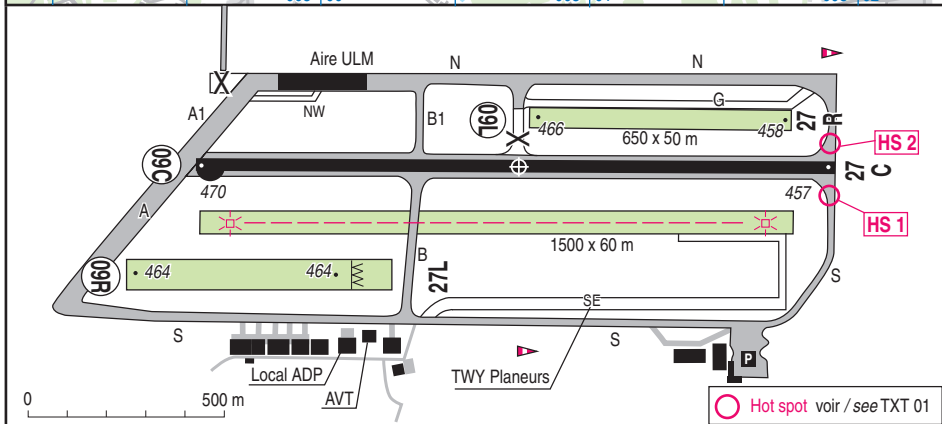 Aire ULM
N
N
X
A1
NW
B1
09L
G
466
458
27
R
650 x 50 m
HS 2
09C
X
27
C
470
457
A
HS 1
1500 x 60 m
09R
464
464
B
27L
S
SE
S
S
Local ADP
AVT
TWY Planeurs
P
0
500 m
Hot spot voir / see TXT 01